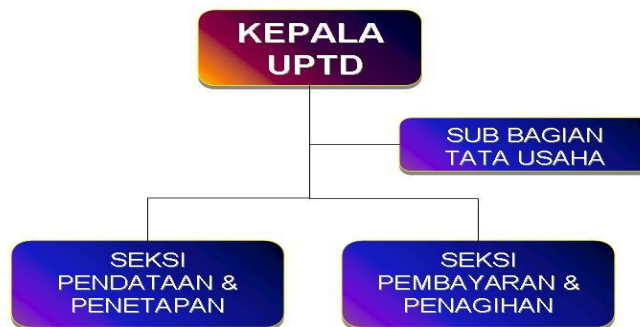 KEPALA
UPTD
SUB BAGIAN
TATA USAHA
SEKSI
PENDATAAN &
PENETAPAN
SEKSI
PEMBAYARAN &
PENAGIHAN